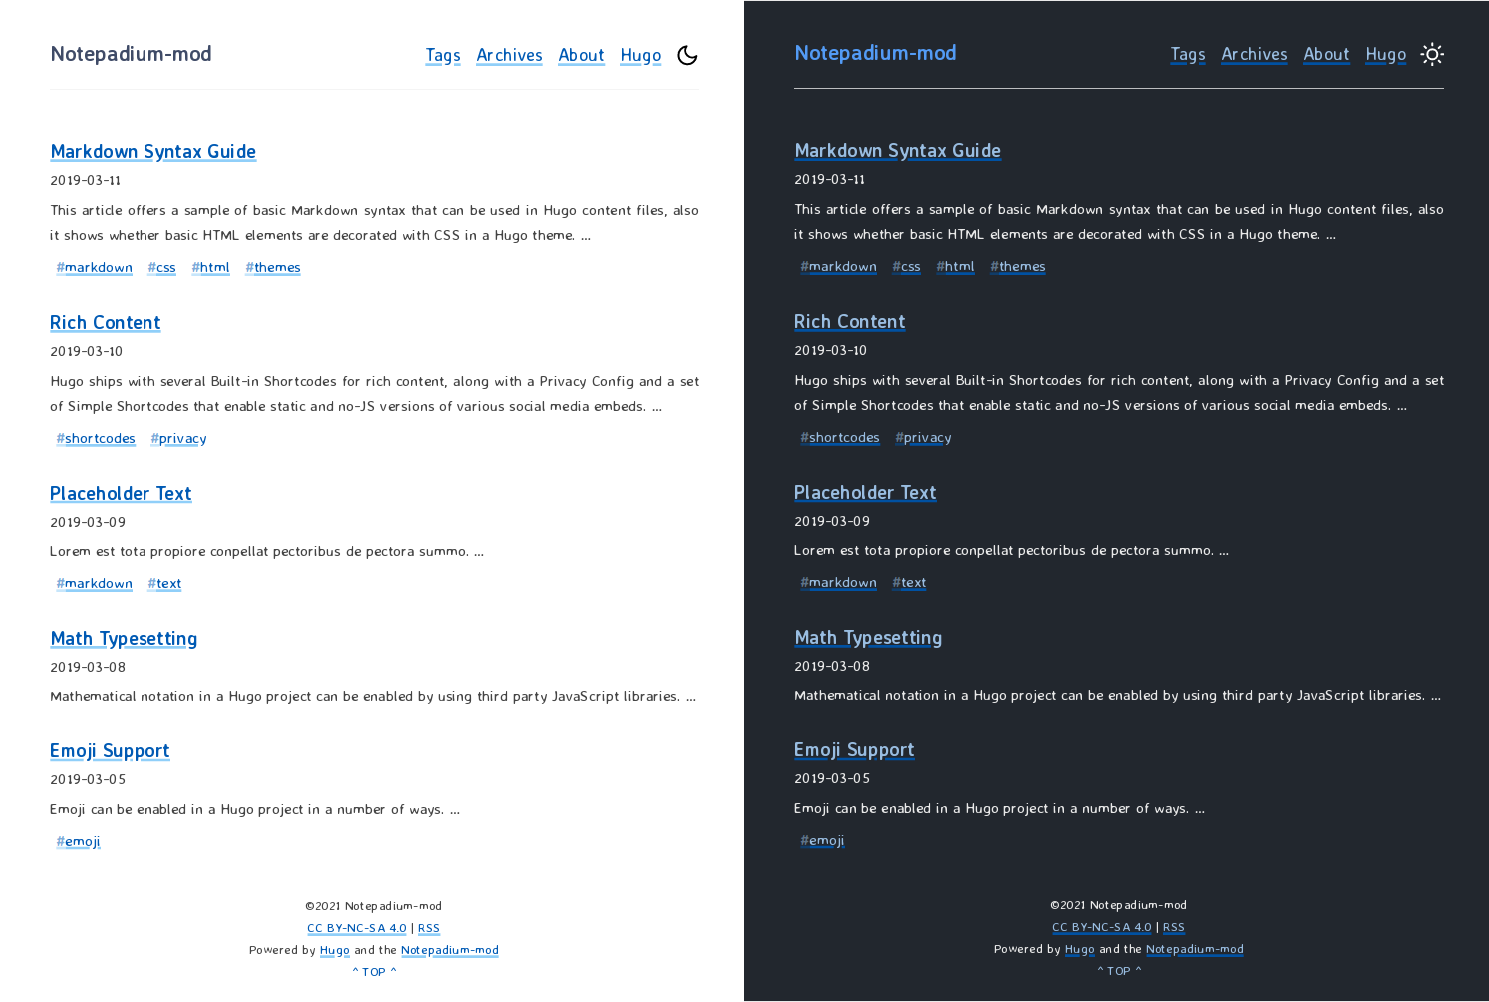 Notepadium-mod
Tags Archives About Hugo
Markdown Syntax Guide
2019-03-11
This article offers a sample of basic Markdown syntax that can be used in Hugo content files, also
it shows whether basic HTML elements are decorated with CSS in a Hugo theme. ...
#markdown #css #html #themes
Rich Content
2019-03-10
Hugo ships with several Built-in Shortcodes for rich content, along with a Privacy Config and a set
of Simple Shortcodes that enable static and no-JS versions of various social media embeds. ...
#shortcodes #privacy
Placeholder Text
2019-03-09
Lorem est tota propiore conpellat pectoribus de pectora summo. ...
#markdown #text
Math Typesetting
2019-03-08
Mathematical notation in a Hugo project can be enabled by using third party JavaScript libraries. ...
Emoji Support
2019-03-05
Emoji can be enabled in a Hugo project in a number of ways. ...
#emoji
©2021 Notepadium-mod
CC BY-NC-SA 4.0 | RSS
Powered by Hugo and the Notepadium-mod
^ TOP ^
Notepadium-mod
Tags Archives About Hugo
Markdown Syntax Guide
2019-03-11
This article offers a sample of basic Markdown syntax that can be used in Hugo content files, also
it shows whether basic HTML elements are decorated with CSS in a Hugo theme. ...
#markdown #css #html #themes
Rich Content
2019-03-10
Hugo ships with several Built-in Shortcodes for rich content, along with a Privacy Config and a set
of Simple Shortcodes that enable static and no-JS versions of various social media embeds. ...
#shortcodes #privacy
Placeholder Text
2019-03-09
Lorem est tota propiore conpellat pectoribus de pectora summo. ...
#markdown #text
Math Typesetting
2019-03-08
Mathematical notation in a Hugo project can be enabled by using third party JavaScript libraries. ...
Emoji Support
2019-03-05
Emoji can be enabled in a Hugo project in a number of ways. ...
#emoji
©2021 Notepadium-mod
CC BY-NC-SA 4.0 | RSS
Powered by Hugo and the Notepadium-mod
^ TOP ^